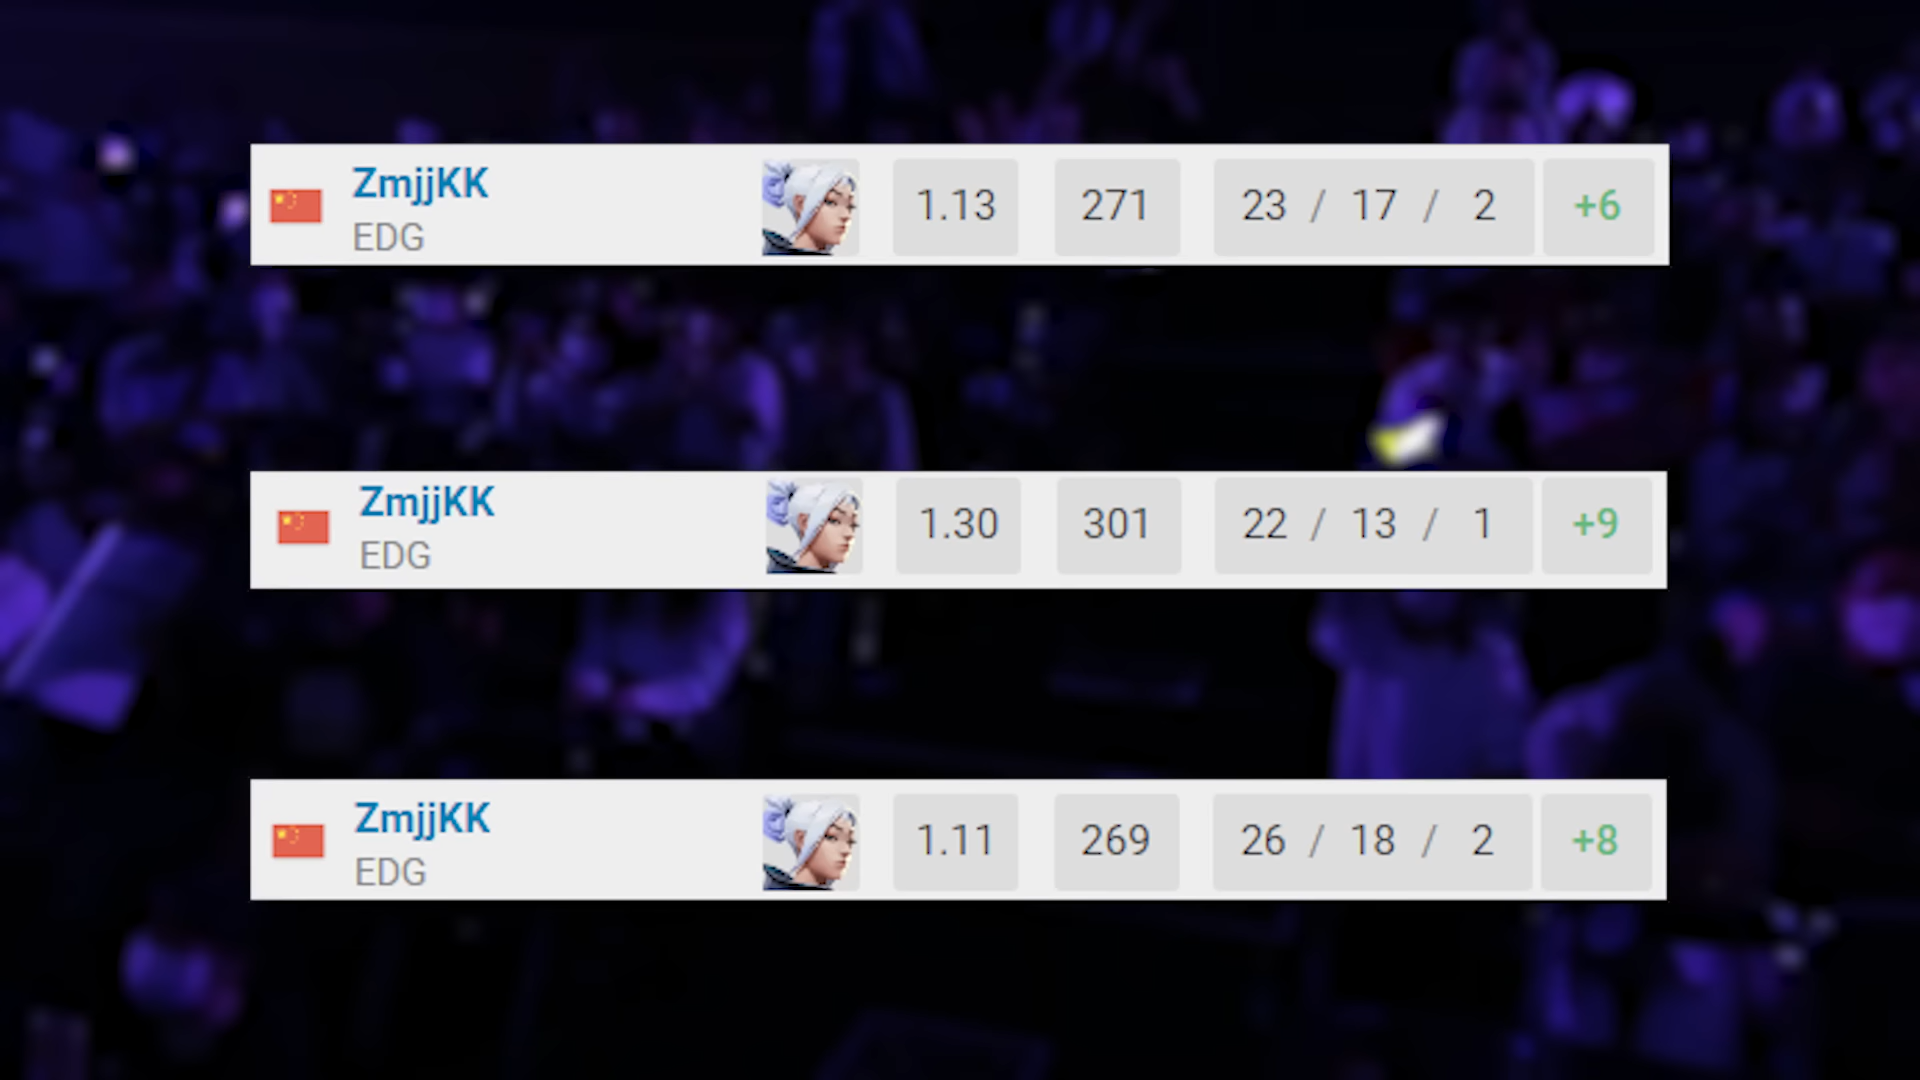 ZmjjKK 1.13 271 23 / 17 / 2 +6
EDG
ZmjjKK 1.30 301 22 / 13 / 1 +9
EDG
ZmjjKK 1.11 269 26 / 18 / 2 +8
EDG